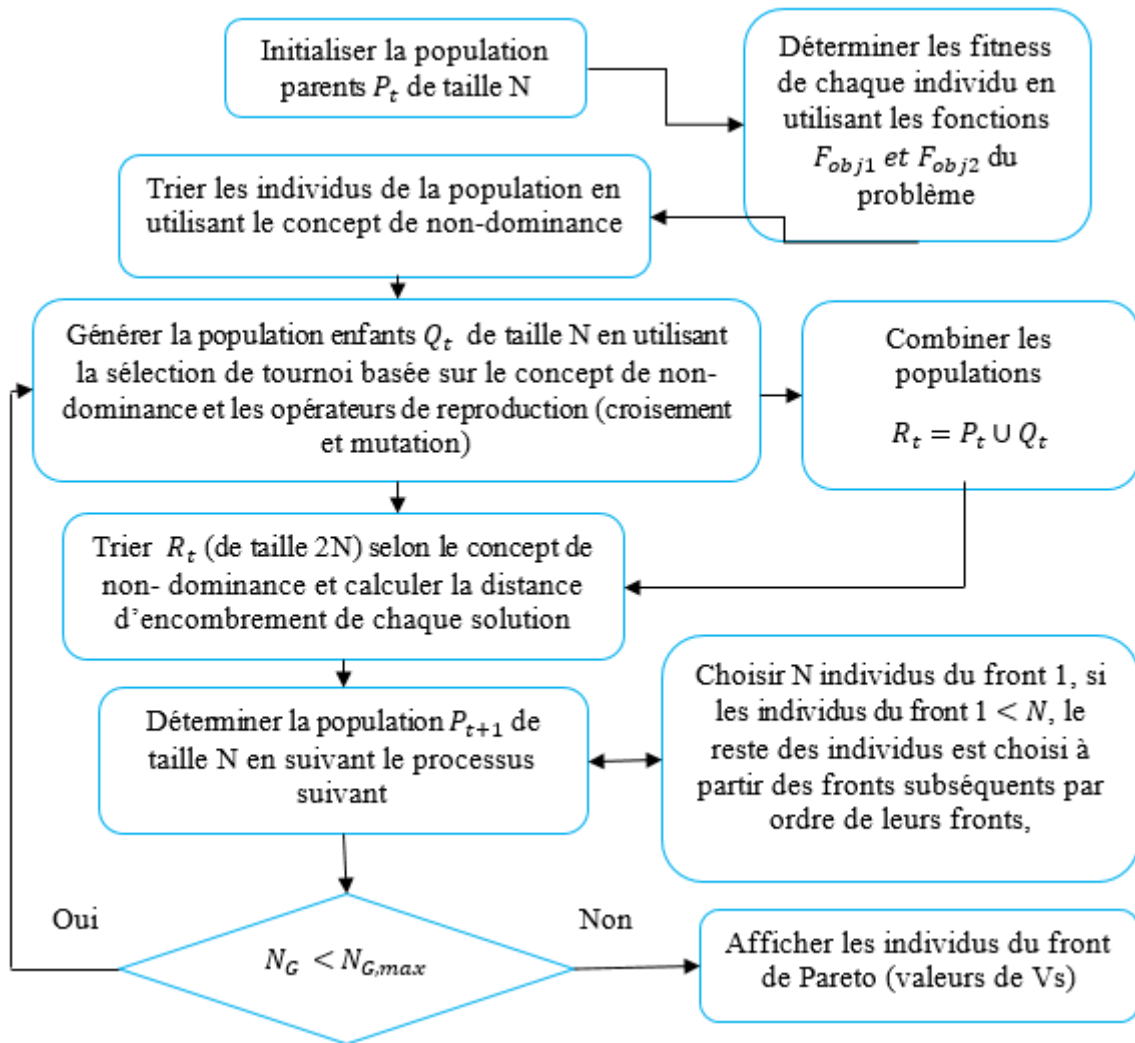 Initialiser la population
parents P_t de taille N
Déterminer les fitness
de chaque individu en
utilisant les fonctions
F_obj1 et F_obj2 du
problème
Trier les individus de la population en
utilisant le concept de non-dominance
Générer la population enfants Q_t de taille N en utilisant
la sélection de tournoi basée sur le concept de non-
dominance et les opérateurs de reproduction (croisement
et mutation)
Combiner les
populations
R_t = P_t ∪ Q_t
Trier R_t (de taille 2N) selon le concept de
non- dominance et calculer la distance
d’encombrement de chaque solution
Déterminer la population P_t+1 de
taille N en suivant le processus
suivant
Choisir N individus du front 1, si
les individus du front 1 < N, le
reste des individus est choisi à
partir des fronts subséquents par
ordre de leurs fronts,
Oui
N_G < N_G,max
Non
Afficher les individus du front
de Pareto (valeurs de Vs)